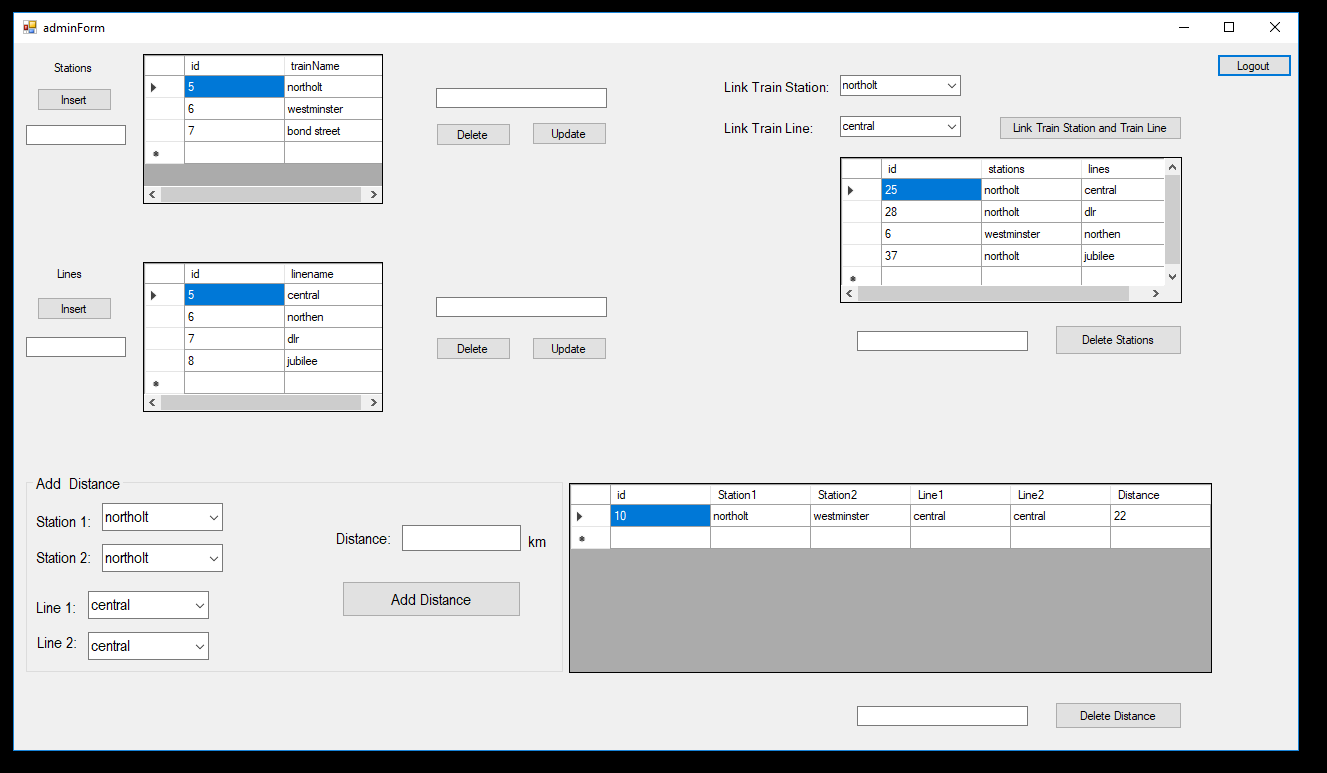 adminForm
Stations
Insert
id trainName
5 northolt
6 westminster
7 bond street
Delete Update
Logout
Link Train Station: northolt
Link Train Line: central
Link Train Station and Train Line
id stations lines
25 northolt central
28 northolt dlr
6 westminster northen
37 northolt jubilee
Delete Stations
Lines
Insert
id linename
5 central
6 northen
7 dlr
8 jubilee
Delete Update
Add Distance
Station 1: northolt
Station 2: northolt
Line 1: central
Line 2: central
Distance: km
Add Distance
id Station1 Station2 Line1 Line2 Distance
10 northolt westminster central central 22
Delete Distance